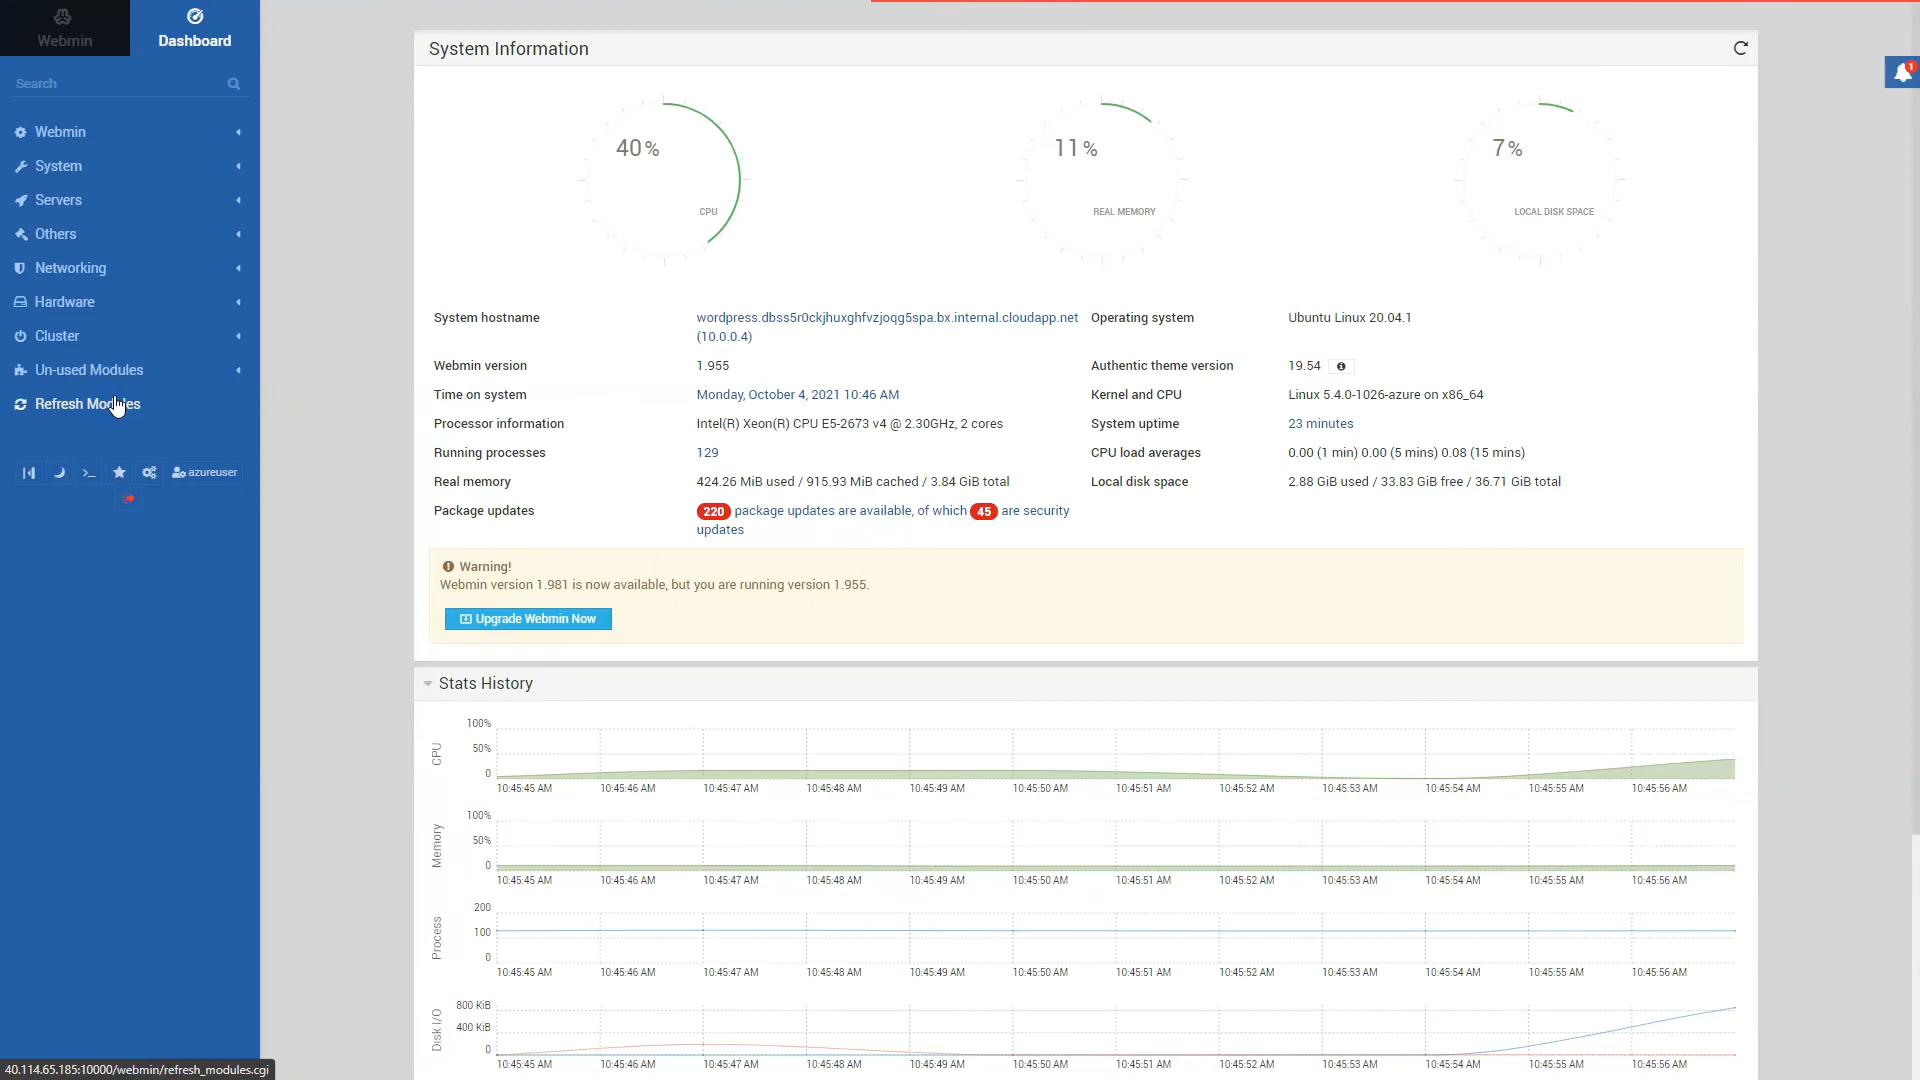 Webmin
Dashboard
Search
Webmin
System
Servers
Others
Networking
Hardware
Cluster
Un-used Modules
Refresh Modules
azureuser
1
System Information
40%
CPU
11%
REAL MEMORY
7%
LOCAL DISK SPACE
System hostname
wordpress.dbss5r0ckjhuxghfvzjoqg5spa.bx.internal.cloudapp.net
(10.0.0.4)
Operating system
Ubuntu Linux 20.04.1
Webmin version
1.955
Authentic theme version
19.54
Time on system
Monday, October 4, 2021 10:46 AM
Kernel and CPU
Linux 5.4.0-1026-azure on x86_64
Processor information
Intel(R) Xeon(R) CPU E5-2673 v4 @ 2.30GHz, 2 cores
System uptime
23 minutes
Running processes
129
CPU load averages
0.00 (1 min) 0.00 (5 mins) 0.08 (15 mins)
Real memory
424.26 MiB used / 915.93 MiB cached / 3.84 GiB total
Local disk space
2.88 GiB used / 33.83 GiB free / 36.71 GiB total
Package updates
220 package updates are available, of which 45 are security
updates
Warning!
Webmin version 1.981 is now available, but you are running version 1.955.
Upgrade Webmin Now
Stats History
CPU
100%
50%
0
10:45:45 AM 10:45:46 AM 10:45:47 AM 10:45:48 AM 10:45:49 AM 10:45:50 AM 10:45:51 AM 10:45:52 AM 10:45:53 AM 10:45:54 AM 10:45:55 AM 10:45:56 AM
Memory
100%
50%
0
10:45:45 AM 10:45:46 AM 10:45:47 AM 10:45:48 AM 10:45:49 AM 10:45:50 AM 10:45:51 AM 10:45:52 AM 10:45:53 AM 10:45:54 AM 10:45:55 AM 10:45:56 AM
Process
200
100
0
10:45:45 AM 10:45:46 AM 10:45:47 AM 10:45:48 AM 10:45:49 AM 10:45:50 AM 10:45:51 AM 10:45:52 AM 10:45:53 AM 10:45:54 AM 10:45:55 AM 10:45:56 AM
Disk I/O
800 KiB
400 KiB
0
10:45:45 AM 10:45:46 AM 10:45:47 AM 10:45:48 AM 10:45:49 AM 10:45:50 AM 10:45:51 AM 10:45:52 AM 10:45:53 AM 10:45:54 AM 10:45:55 AM 10:45:56 AM
40.114.65.185:10000/webmin/refresh_modules.cgi